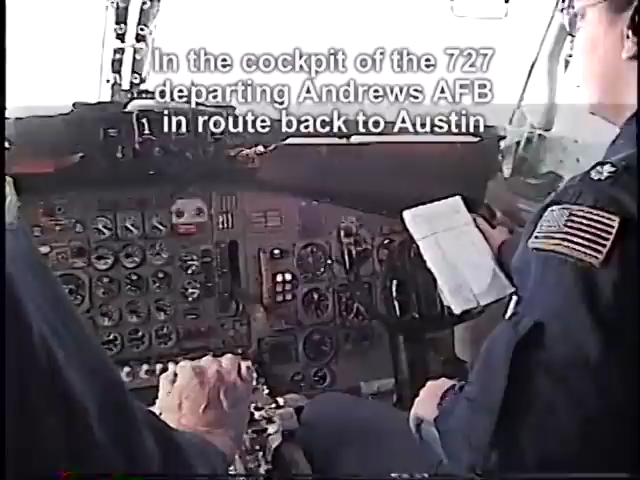 In the cockpit of the 727
departing Andrews AFB
in route back to Austin